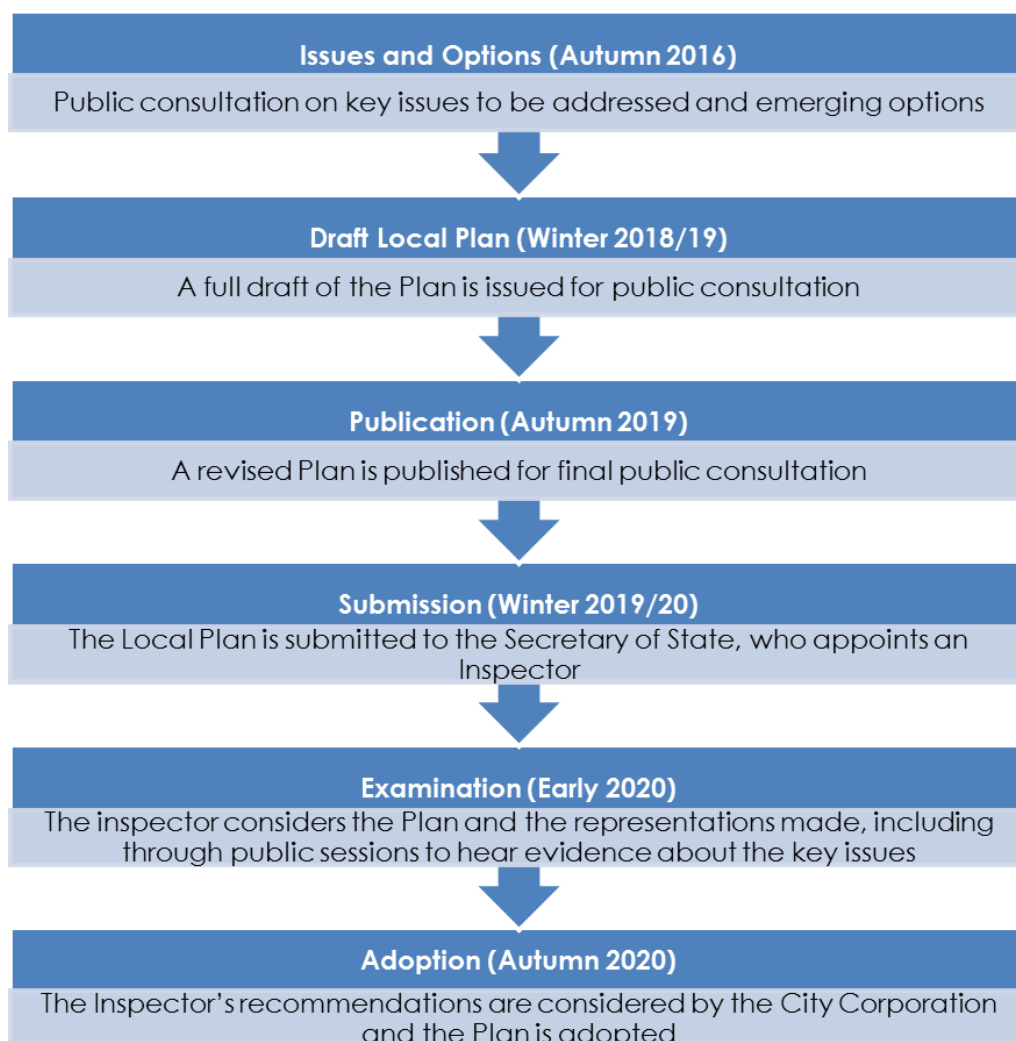 Issues and Options (Autumn 2016)
Public consultation on key issues to be addressed and emerging options
Draft Local Plan (Winter 2018/19)
A full draft of the Plan is issued for public consultation
Publication (Autumn 2019)
A revised Plan is published for final public consultation
Submission (Winter 2019/20)
The Local Plan is submitted to the Secretary of State, who appoints an
Inspector
Examination (Early 2020)
The inspector considers the Plan and the representations made, including
through public sessions to hear evidence about the key issues
Adoption (Autumn 2020)
The Inspector's recommendations are considered by the City Corporation
and the Plan is adopted